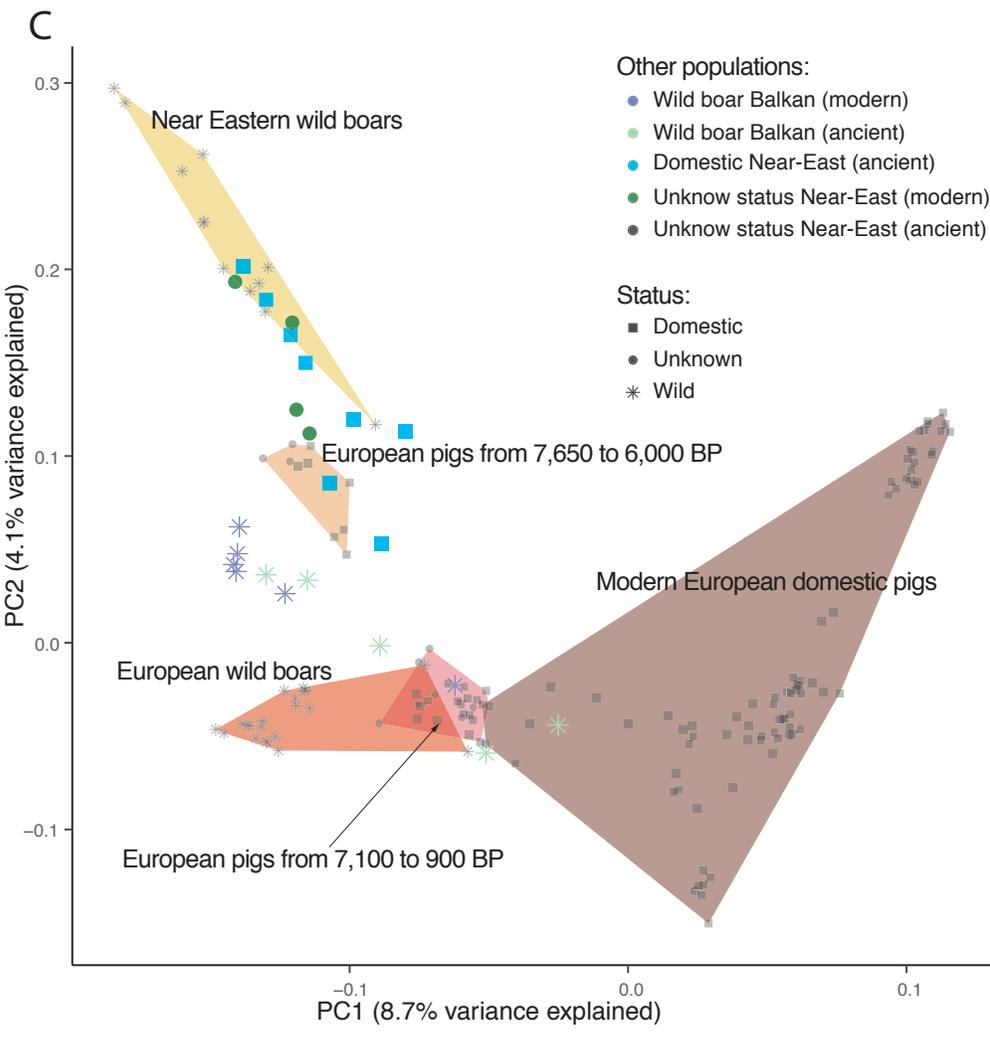 C
Other populations:
Wild boar Balkan (modern)
Wild boar Balkan (ancient)
Domestic Near-East (ancient)
Unknow status Near-East (modern)
Unknow status Near-East (ancient)
Status:
Domestic
Unknown
Wild
Near Eastern wild boars
European pigs from 7,650 to 6,000 BP
Modern European domestic pigs
European wild boars
European pigs from 7,100 to 900 BP
PC2 (4.1% variance explained)
0.3
0.2
0.1
0.0
−0.1
−0.1
0.0
0.1
PC1 (8.7% variance explained)